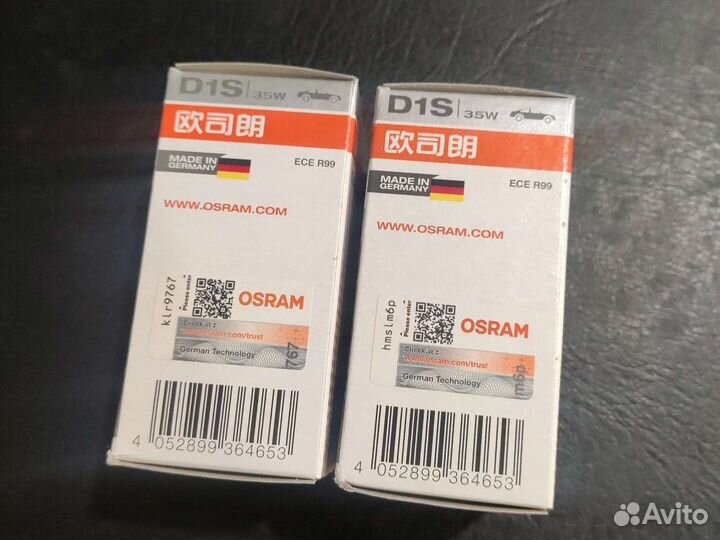 D1S 35W
欧司朗
MADE IN
GERMANY
ECE R99
WWW.OSRAM.COM
klr9767
Please enter
OSRAM
Check at :
www.osram.com/trust
German Technology
767
4 052899 364653
D1S 35W
欧司朗
MADE IN
GERMANY
ECE R99
WWW.OSRAM.COM
hmslm6p
Please enter
OSRAM
Check at :
www.osram.com/trust
German Technology
m6p
4 052899 364653
Avito